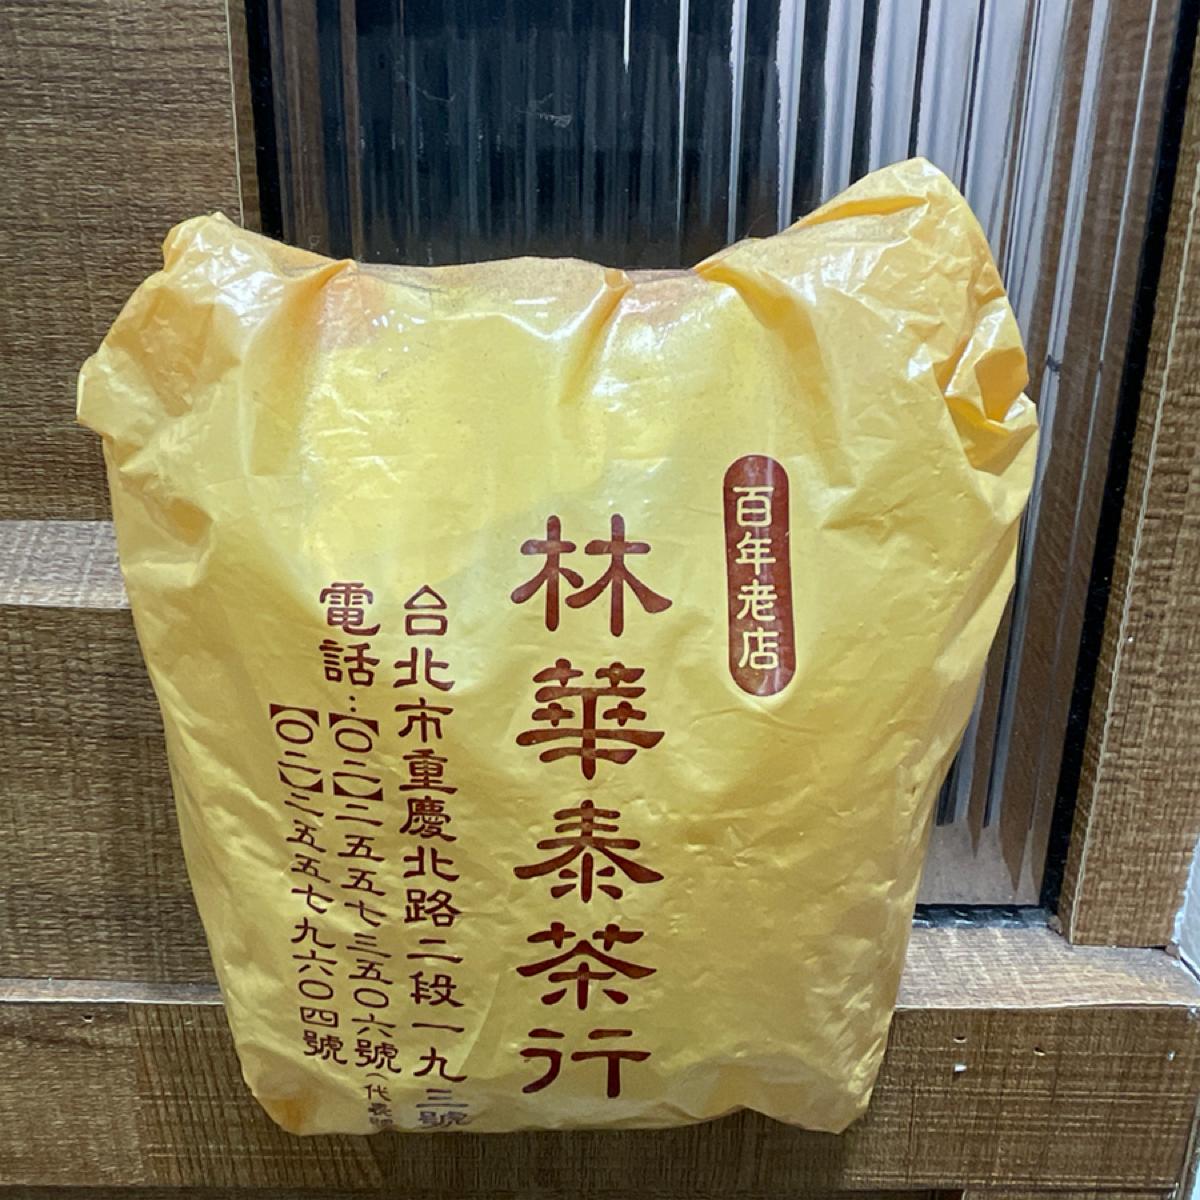 百年老店
林華泰茶行
台北市重慶北路二段一九三號
電話：【〇二】二五五七三五〇六號（代表號
【〇二】二五五七九六〇四號